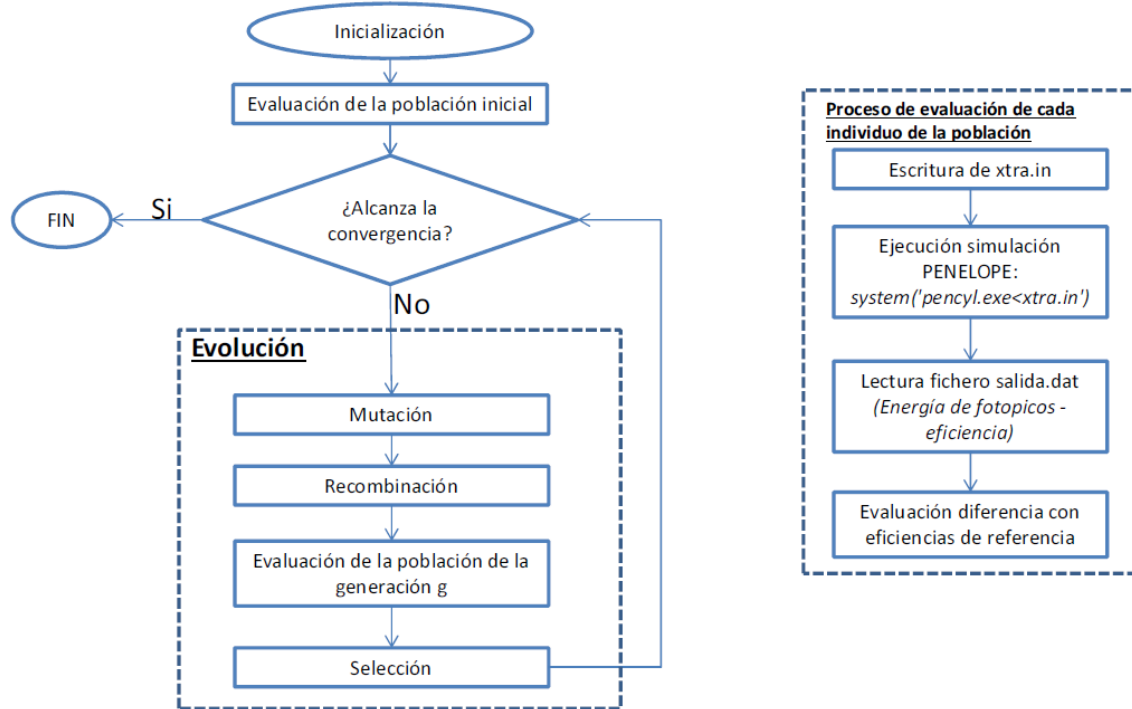 Inicialización
Evaluación de la población inicial
¿Alcanza la
convergencia?
Si
FIN
No
Evolución
Mutación
Recombinación
Evaluación de la población de la
generación g
Selección
Proceso de evaluación de cada
individuo de la población
Escritura de xtra.in
Ejecución simulación
PENELOPE:
system('pencyl.exe<xtra.in')
Lectura fichero salida.dat
(Energía de fotopicos -
eficiencia)
Evaluación diferencia con
eficiencias de referencia